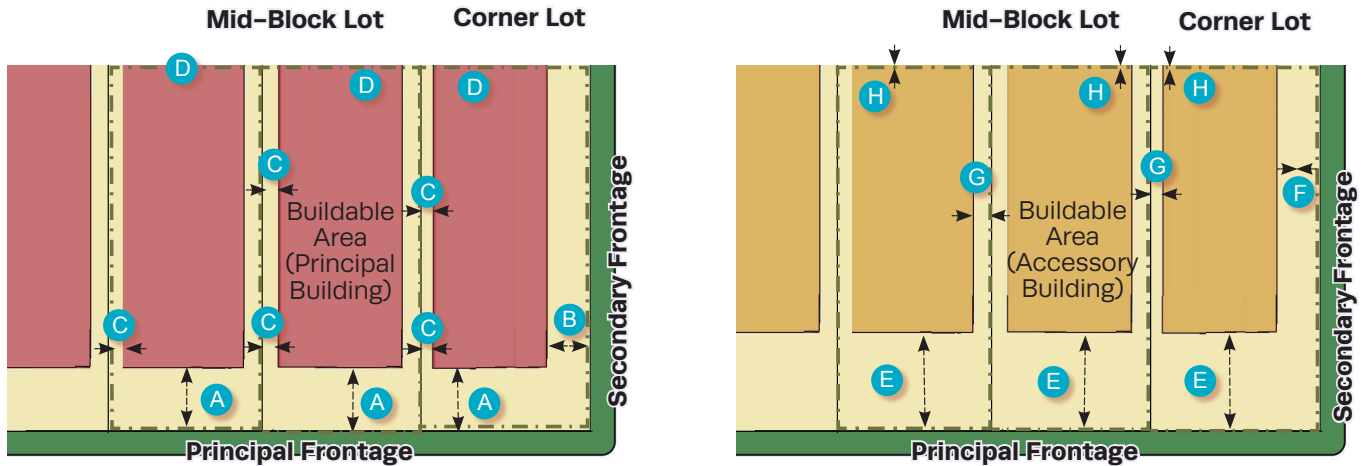 Mid-Block Lot
Corner Lot
D
D
D
C
C
Buildable
Area
(Principal
Building)
C
C
C
B
A
A
A
Secondary Frontage
Principal Frontage
Mid-Block Lot
Corner Lot
H
H
H
G
G
F
Buildable
Area
(Accessory
Building)
E
E
E
Secondary Frontage
Principal Frontage